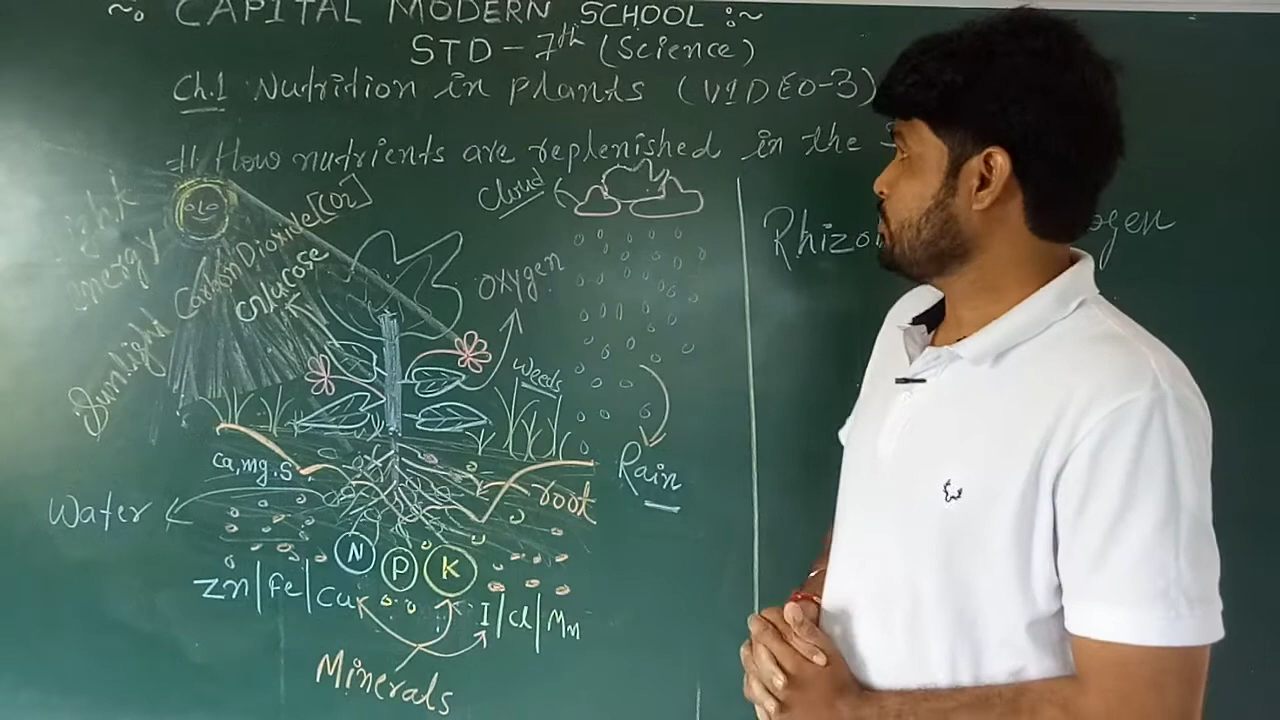 ~: CAPITAL MODERN SCHOOL :~
STD - 7th (Science)
Ch.1 Nutrition in plants (VIDEO-3)
# How nutrients are replenished in the
Light
energy
Sunlight
Carbon Dioxide [CO2]
Glucose
Cloud
Oxygen
weeds
Rain
Ca, mg. S
Water
root
N P K
Zn | Fe | Cu
I | Cl | Mn
Minerals